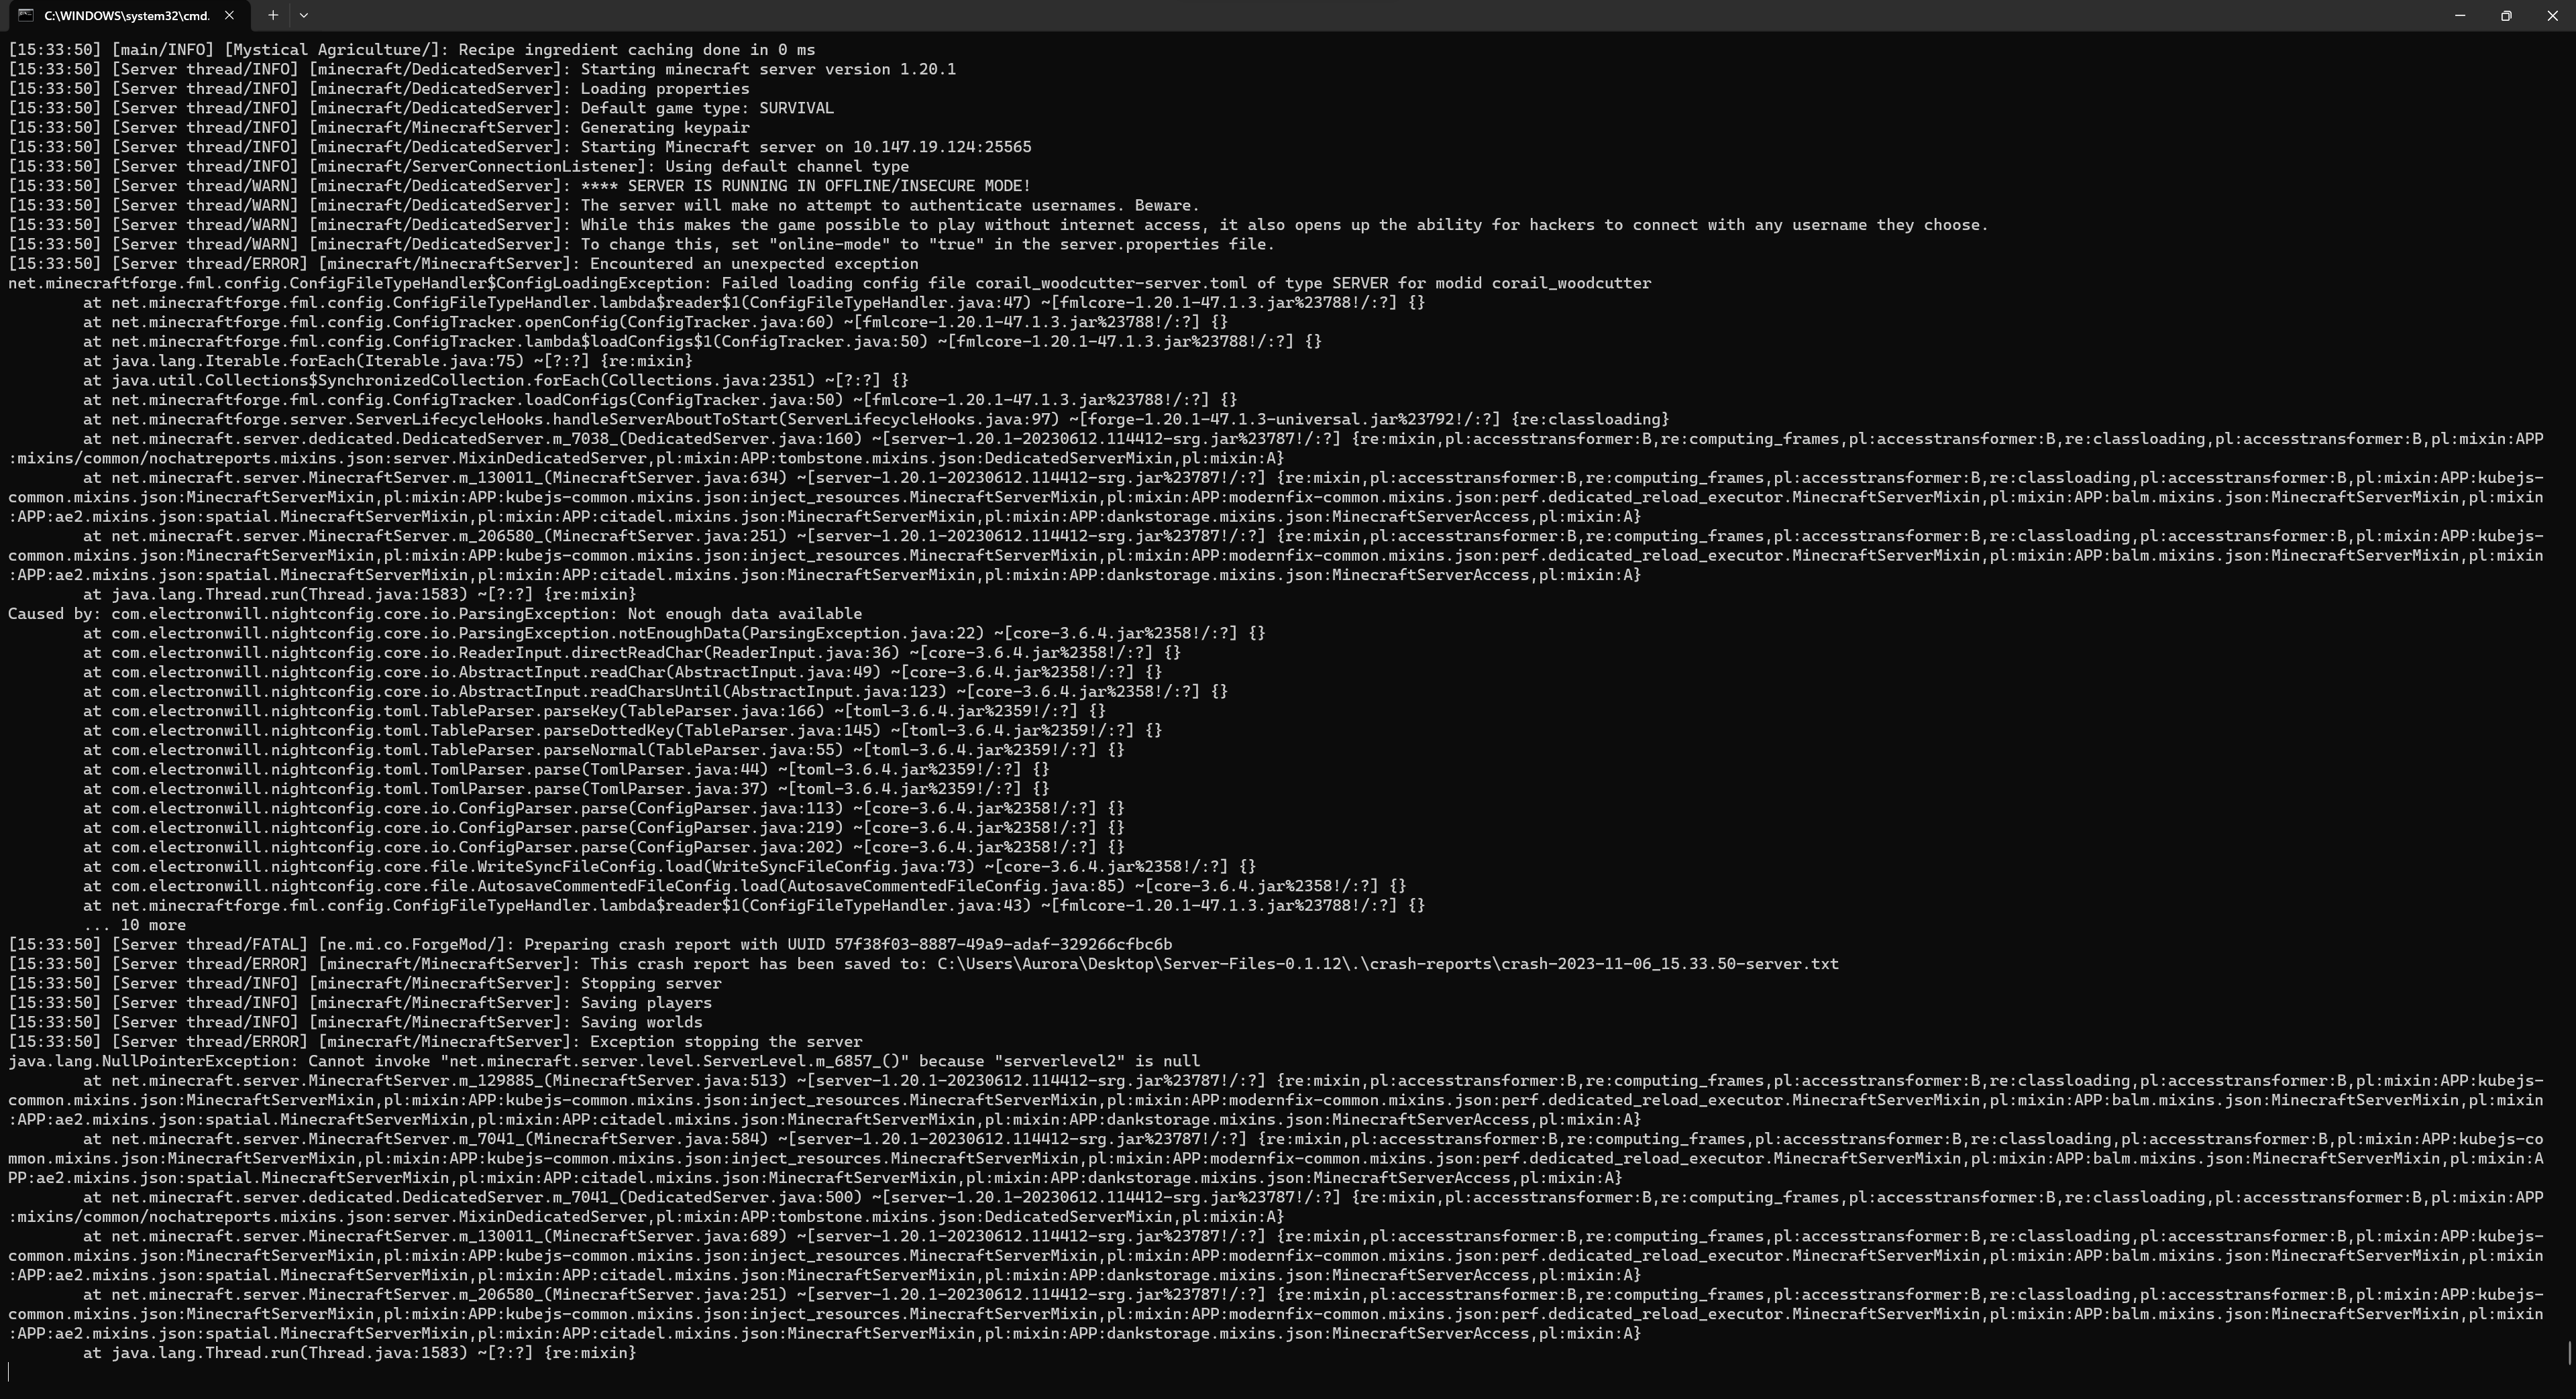 C:\WINDOWS\system32\cmd.
[15:33:50] [main/INFO] [Mystical Agriculture/]: Recipe ingredient caching done in 0 ms
[15:33:50] [Server thread/INFO] [minecraft/DedicatedServer]: Starting minecraft server version 1.20.1
[15:33:50] [Server thread/INFO] [minecraft/DedicatedServer]: Loading properties
[15:33:50] [Server thread/INFO] [minecraft/DedicatedServer]: Default game type: SURVIVAL
[15:33:50] [Server thread/INFO] [minecraft/MinecraftServer]: Generating keypair
[15:33:50] [Server thread/INFO] [minecraft/DedicatedServer]: Starting Minecraft server on 10.147.19.124:25565
[15:33:50] [Server thread/INFO] [minecraft/ServerConnectionListener]: Using default channel type
[15:33:50] [Server thread/WARN] [minecraft/DedicatedServer]: **** SERVER IS RUNNING IN OFFLINE/INSECURE MODE!
[15:33:50] [Server thread/WARN] [minecraft/DedicatedServer]: The server will make no attempt to authenticate usernames. Beware.
[15:33:50] [Server thread/WARN] [minecraft/DedicatedServer]: While this makes the game possible to play without internet access, it also opens up the ability for hackers to connect with any username they choose.
[15:33:50] [Server thread/WARN] [minecraft/DedicatedServer]: To change this, set "online-mode" to "true" in the server.properties file.
[15:33:50] [Server thread/ERROR] [minecraft/MinecraftServer]: Encountered an unexpected exception
net.minecraftforge.fml.config.ConfigFileTypeHandler$ConfigLoadingException: Failed loading config file corail_woodcutter-server.toml of type SERVER for modid corail_woodcutter
at net.minecraftforge.fml.config.ConfigFileTypeHandler.lambda$reader$1(ConfigFileTypeHandler.java:47) ~[fmlcore-1.20.1-47.1.3.jar%23788!/:?] {}
at net.minecraftforge.fml.config.ConfigTracker.openConfig(ConfigTracker.java:60) ~[fmlcore-1.20.1-47.1.3.jar%23788!/:?] {}
at net.minecraftforge.fml.config.ConfigTracker.lambda$loadConfigs$1(ConfigTracker.java:50) ~[fmlcore-1.20.1-47.1.3.jar%23788!/:?] {}
at java.lang.Iterable.forEach(Iterable.java:75) ~[?:?] {re:mixin}
at java.util.Collections$SynchronizedCollection.forEach(Collections.java:2351) ~[?:?] {}
at net.minecraftforge.fml.config.ConfigTracker.loadConfigs(ConfigTracker.java:50) ~[fmlcore-1.20.1-47.1.3.jar%23788!/:?] {}
at net.minecraftforge.server.ServerLifecycleHooks.handleServerAboutToStart(ServerLifecycleHooks.java:97) ~[forge-1.20.1-47.1.3-universal.jar%23792!/:?] {re:classloading}
at net.minecraft.server.dedicated.DedicatedServer.m_7038_(DedicatedServer.java:160) ~[server-1.20.1-20230612.114412-srg.jar%23787!/:?] {re:mixin,pl:accesstransformer:B,re:computing_frames,pl:accesstransformer:B,re:classloading,pl:accesstransformer:B,pl:mixin:APP
:mixins/common/nochatreports.mixins.json:server.MixinDedicatedServer,pl:mixin:APP:tombstone.mixins.json:DedicatedServerMixin,pl:mixin:A}
at net.minecraft.server.MinecraftServer.m_130011_(MinecraftServer.java:634) ~[server-1.20.1-20230612.114412-srg.jar%23787!/:?] {re:mixin,pl:accesstransformer:B,re:computing_frames,pl:accesstransformer:B,re:classloading,pl:accesstransformer:B,pl:mixin:APP:kubejs-
common.mixins.json:MinecraftServerMixin,pl:mixin:APP:kubejs-common.mixins.json:inject_resources.MinecraftServerMixin,pl:mixin:APP:modernfix-common.mixins.json:perf.dedicated_reload_executor.MinecraftServerMixin,pl:mixin:APP:balm.mixins.json:MinecraftServerMixin,pl:mixin
:APP:ae2.mixins.json:spatial.MinecraftServerMixin,pl:mixin:APP:citadel.mixins.json:MinecraftServerMixin,pl:mixin:APP:dankstorage.mixins.json:MinecraftServerAccess,pl:mixin:A}
at net.minecraft.server.MinecraftServer.m_206580_(MinecraftServer.java:251) ~[server-1.20.1-20230612.114412-srg.jar%23787!/:?] {re:mixin,pl:accesstransformer:B,re:computing_frames,pl:accesstransformer:B,re:classloading,pl:accesstransformer:B,pl:mixin:APP:kubejs-
common.mixins.json:MinecraftServerMixin,pl:mixin:APP:kubejs-common.mixins.json:inject_resources.MinecraftServerMixin,pl:mixin:APP:modernfix-common.mixins.json:perf.dedicated_reload_executor.MinecraftServerMixin,pl:mixin:APP:balm.mixins.json:MinecraftServerMixin,pl:mixin
:APP:ae2.mixins.json:spatial.MinecraftServerMixin,pl:mixin:APP:citadel.mixins.json:MinecraftServerMixin,pl:mixin:APP:dankstorage.mixins.json:MinecraftServerAccess,pl:mixin:A}
at java.lang.Thread.run(Thread.java:1583) ~[?:?] {re:mixin}
Caused by: com.electronwill.nightconfig.core.io.ParsingException: Not enough data available
at com.electronwill.nightconfig.core.io.ParsingException.notEnoughData(ParsingException.java:22) ~[core-3.6.4.jar%2358!/:?] {}
at com.electronwill.nightconfig.core.io.ReaderInput.directReadChar(ReaderInput.java:36) ~[core-3.6.4.jar%2358!/:?] {}
at com.electronwill.nightconfig.core.io.AbstractInput.readChar(AbstractInput.java:49) ~[core-3.6.4.jar%2358!/:?] {}
at com.electronwill.nightconfig.core.io.AbstractInput.readCharsUntil(AbstractInput.java:123) ~[core-3.6.4.jar%2358!/:?] {}
at com.electronwill.nightconfig.toml.TableParser.parseKey(TableParser.java:166) ~[toml-3.6.4.jar%2359!/:?] {}
at com.electronwill.nightconfig.toml.TableParser.parseDottedKey(TableParser.java:145) ~[toml-3.6.4.jar%2359!/:?] {}
at com.electronwill.nightconfig.toml.TableParser.parseNormal(TableParser.java:55) ~[toml-3.6.4.jar%2359!/:?] {}
at com.electronwill.nightconfig.toml.TomlParser.parse(TomlParser.java:44) ~[toml-3.6.4.jar%2359!/:?] {}
at com.electronwill.nightconfig.toml.TomlParser.parse(TomlParser.java:37) ~[toml-3.6.4.jar%2359!/:?] {}
at com.electronwill.nightconfig.core.io.ConfigParser.parse(ConfigParser.java:113) ~[core-3.6.4.jar%2358!/:?] {}
at com.electronwill.nightconfig.core.io.ConfigParser.parse(ConfigParser.java:219) ~[core-3.6.4.jar%2358!/:?] {}
at com.electronwill.nightconfig.core.io.ConfigParser.parse(ConfigParser.java:202) ~[core-3.6.4.jar%2358!/:?] {}
at com.electronwill.nightconfig.core.file.WriteSyncFileConfig.load(WriteSyncFileConfig.java:73) ~[core-3.6.4.jar%2358!/:?] {}
at com.electronwill.nightconfig.core.file.AutosaveCommentedFileConfig.load(AutosaveCommentedFileConfig.java:85) ~[core-3.6.4.jar%2358!/:?] {}
at net.minecraftforge.fml.config.ConfigFileTypeHandler.lambda$reader$1(ConfigFileTypeHandler.java:43) ~[fmlcore-1.20.1-47.1.3.jar%23788!/:?] {}
... 10 more
[15:33:50] [Server thread/FATAL] [ne.mi.co.ForgeMod/]: Preparing crash report with UUID 57f38f03-8887-49a9-adaf-329266cfbc6b
[15:33:50] [Server thread/ERROR] [minecraft/MinecraftServer]: This crash report has been saved to: C:\Users\Aurora\Desktop\Server-Files-0.1.12\.\crash-reports\crash-2023-11-06_15.33.50-server.txt
[15:33:50] [Server thread/INFO] [minecraft/MinecraftServer]: Stopping server
[15:33:50] [Server thread/INFO] [minecraft/MinecraftServer]: Saving players
[15:33:50] [Server thread/INFO] [minecraft/MinecraftServer]: Saving worlds
[15:33:50] [Server thread/ERROR] [minecraft/MinecraftServer]: Exception stopping the server
java.lang.NullPointerException: Cannot invoke "net.minecraft.server.level.ServerLevel.m_6857_()" because "serverlevel2" is null
at net.minecraft.server.MinecraftServer.m_129885_(MinecraftServer.java:513) ~[server-1.20.1-20230612.114412-srg.jar%23787!/:?] {re:mixin,pl:accesstransformer:B,re:computing_frames,pl:accesstransformer:B,re:classloading,pl:accesstransformer:B,pl:mixin:APP:kubejs-
common.mixins.json:MinecraftServerMixin,pl:mixin:APP:kubejs-common.mixins.json:inject_resources.MinecraftServerMixin,pl:mixin:APP:modernfix-common.mixins.json:perf.dedicated_reload_executor.MinecraftServerMixin,pl:mixin:APP:balm.mixins.json:MinecraftServerMixin,pl:mixin
:APP:ae2.mixins.json:spatial.MinecraftServerMixin,pl:mixin:APP:citadel.mixins.json:MinecraftServerMixin,pl:mixin:APP:dankstorage.mixins.json:MinecraftServerAccess,pl:mixin:A}
at net.minecraft.server.MinecraftServer.m_7041_(MinecraftServer.java:584) ~[server-1.20.1-20230612.114412-srg.jar%23787!/:?] {re:mixin,pl:accesstransformer:B,re:computing_frames,pl:accesstransformer:B,re:classloading,pl:accesstransformer:B,pl:mixin:APP:kubejs-co
mmon.mixins.json:MinecraftServerMixin,pl:mixin:APP:kubejs-common.mixins.json:inject_resources.MinecraftServerMixin,pl:mixin:APP:modernfix-common.mixins.json:perf.dedicated_reload_executor.MinecraftServerMixin,pl:mixin:APP:balm.mixins.json:MinecraftServerMixin,pl:mixin:A
PP:ae2.mixins.json:spatial.MinecraftServerMixin,pl:mixin:APP:citadel.mixins.json:MinecraftServerMixin,pl:mixin:APP:dankstorage.mixins.json:MinecraftServerAccess,pl:mixin:A}
at net.minecraft.server.dedicated.DedicatedServer.m_7041_(DedicatedServer.java:500) ~[server-1.20.1-20230612.114412-srg.jar%23787!/:?] {re:mixin,pl:accesstransformer:B,re:computing_frames,pl:accesstransformer:B,re:classloading,pl:accesstransformer:B,pl:mixin:APP
:mixins/common/nochatreports.mixins.json:server.MixinDedicatedServer,pl:mixin:APP:tombstone.mixins.json:DedicatedServerMixin,pl:mixin:A}
at net.minecraft.server.MinecraftServer.m_130011_(MinecraftServer.java:689) ~[server-1.20.1-20230612.114412-srg.jar%23787!/:?] {re:mixin,pl:accesstransformer:B,re:computing_frames,pl:accesstransformer:B,re:classloading,pl:accesstransformer:B,pl:mixin:APP:kubejs-
common.mixins.json:MinecraftServerMixin,pl:mixin:APP:kubejs-common.mixins.json:inject_resources.MinecraftServerMixin,pl:mixin:APP:modernfix-common.mixins.json:perf.dedicated_reload_executor.MinecraftServerMixin,pl:mixin:APP:balm.mixins.json:MinecraftServerMixin,pl:mixin
:APP:ae2.mixins.json:spatial.MinecraftServerMixin,pl:mixin:APP:citadel.mixins.json:MinecraftServerMixin,pl:mixin:APP:dankstorage.mixins.json:MinecraftServerAccess,pl:mixin:A}
at net.minecraft.server.MinecraftServer.m_206580_(MinecraftServer.java:251) ~[server-1.20.1-20230612.114412-srg.jar%23787!/:?] {re:mixin,pl:accesstransformer:B,re:computing_frames,pl:accesstransformer:B,re:classloading,pl:accesstransformer:B,pl:mixin:APP:kubejs-
common.mixins.json:MinecraftServerMixin,pl:mixin:APP:kubejs-common.mixins.json:inject_resources.MinecraftServerMixin,pl:mixin:APP:modernfix-common.mixins.json:perf.dedicated_reload_executor.MinecraftServerMixin,pl:mixin:APP:balm.mixins.json:MinecraftServerMixin,pl:mixin
:APP:ae2.mixins.json:spatial.MinecraftServerMixin,pl:mixin:APP:citadel.mixins.json:MinecraftServerMixin,pl:mixin:APP:dankstorage.mixins.json:MinecraftServerAccess,pl:mixin:A}
at java.lang.Thread.run(Thread.java:1583) ~[?:?] {re:mixin}